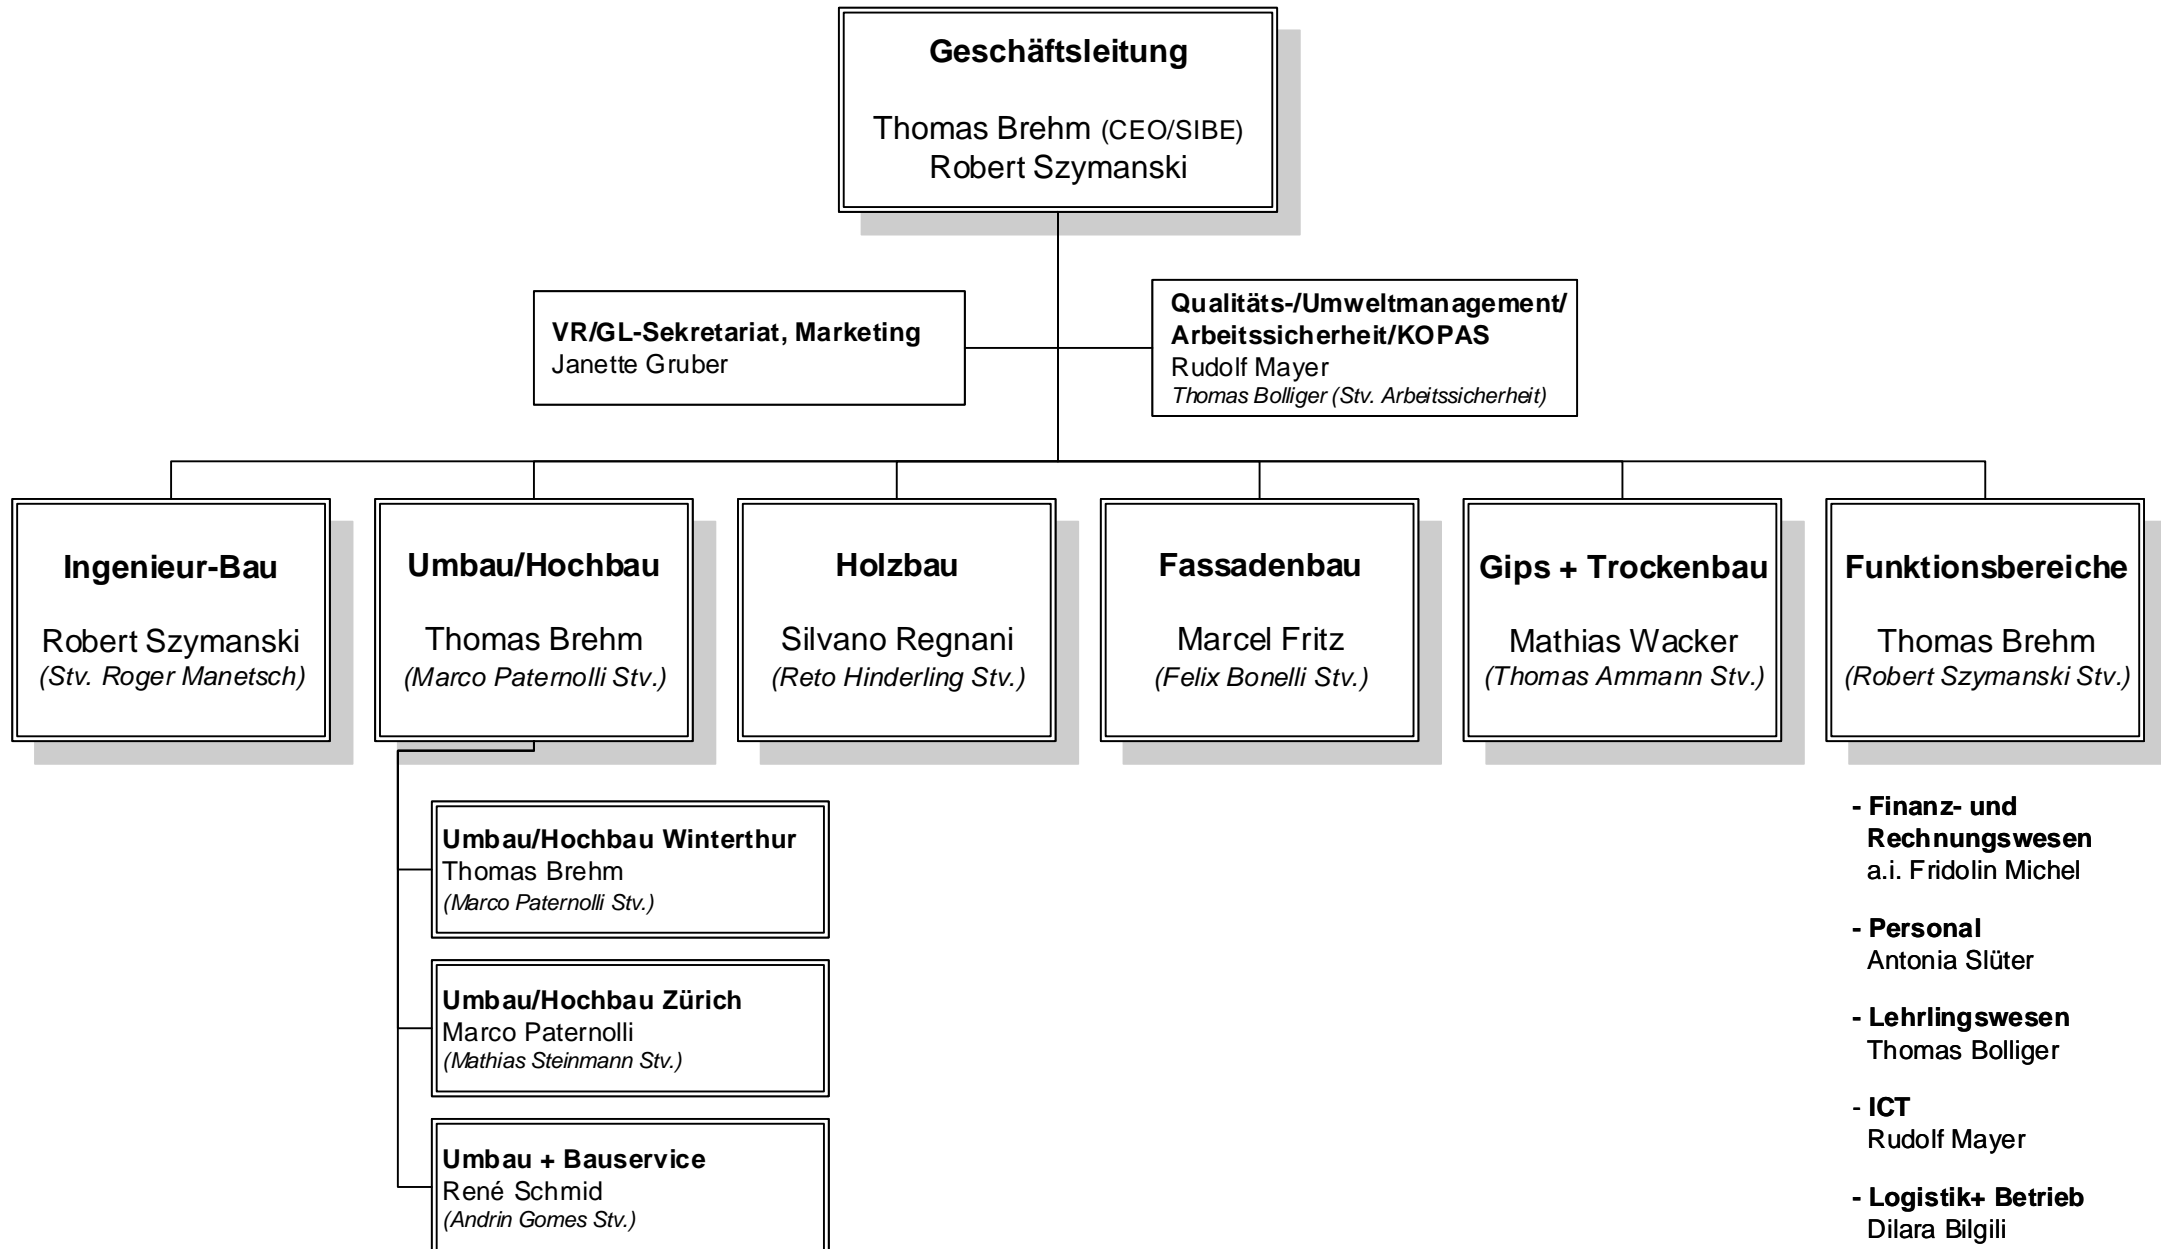 Geschäftsleitung
Thomas Brehm (CEO/SIBE)
Robert Szymanski
VR/GL-Sekretariat, Marketing
Janette Gruber
Qualitäts-/Umweltmanagement/
Arbeitssicherheit/KOPAS
Rudolf Mayer
Thomas Bolliger (Stv. Arbeitssicherheit)
Ingenieur-Bau
Robert Szymanski
(Stv. Roger Manetsch)
Umbau/Hochbau
Thomas Brehm
(Marco Paternolli Stv.)
Holzbau
Silvano Regnani
(Reto Hinderling Stv.)
Fassadenbau
Marcel Fritz
(Felix Bonelli Stv.)
Gips + Trockenbau
Mathias Wacker
(Thomas Ammann Stv.)
Funktionsbereiche
Thomas Brehm
(Robert Szymanski Stv.)
Umbau/Hochbau Winterthur
Thomas Brehm
(Marco Paternolli Stv.)
Umbau/Hochbau Zürich
Marco Paternolli
(Mathias Steinmann Stv.)
Umbau + Bauservice
René Schmid
(Andrin Gomes Stv.)
- Finanz- und
Rechnungswesen
a.i. Fridolin Michel
- Personal
Antonia Slüter
- Lehrlingswesen
Thomas Bolliger
- ICT
Rudolf Mayer
- Logistik+ Betrieb
Dilara Bilgili